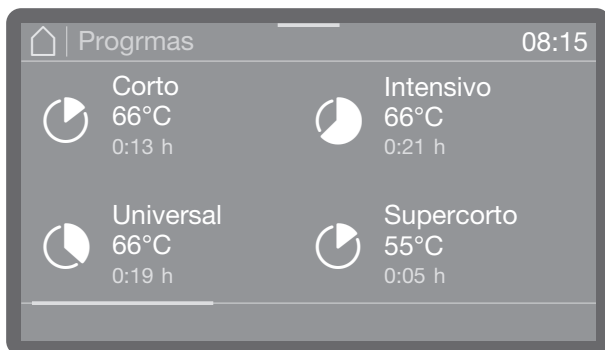 Progrmas 08:15
Corto
66°C
0:13 h
Intensivo
66°C
0:21 h
Universal
66°C
0:19 h
Supercorto
55°C
0:05 h